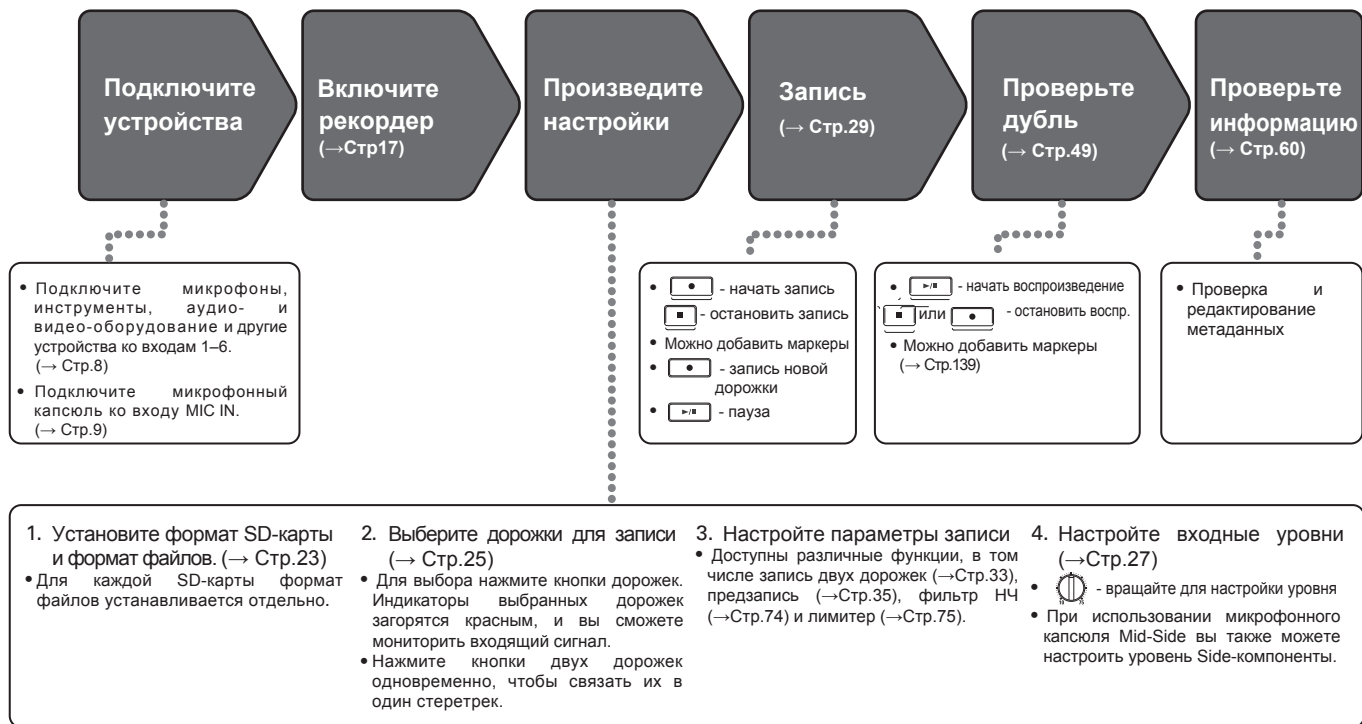 Подключите
устройства
Включите
рекордер
(→Стр17)
Произведите
настройки
Запись
(→ Стр.29)
Проверьте
дубль
(→ Стр.49)
Проверьте
информацию
(→ Стр.60)
• Подключите микрофоны,
инструменты, аудио- и
видео-оборудование и другие
устройства ко входам 1–6.
(→ Стр.8)
• Подключите микрофонный
капсюль ко входу MIC IN.
(→ Стр.9)
• - начать запись
- остановить запись
• Можно добавить маркеры
• - запись новой
дорожки
• - пауза
• - начать воспроизведение
или - остановить воспр.
• Можно добавить маркеры
(→ Стр.139)
• Проверка и
редактирование
метаданных
1. Установите формат SD-карты
и формат файлов. (→ Стр.23)
• Для каждой SD-карты формат
файлов устанавливается отдельно.
2. Выберите дорожки для записи
(→ Стр.25)
• Для выбора нажмите кнопки дорожек.
Индикаторы выбранных дорожек
загорятся красным, и вы сможете
мониторить входящий сигнал.
• Нажмите кнопки двух дорожек
одновременно, чтобы связать их в
один стеретрек.
3. Настройте параметры записи
• Доступны различные функции, в том
числе запись двух дорожек (→Стр.33),
предзапись (→Стр.35), фильтр НЧ
(→Стр.74) и лимитер (→Стр.75).
4. Настройте входные уровни
(→Стр.27)
• - вращайте для настройки уровня
• При использовании микрофонного
капсюля Mid-Side вы также можете
настроить уровень Side-компоненты.